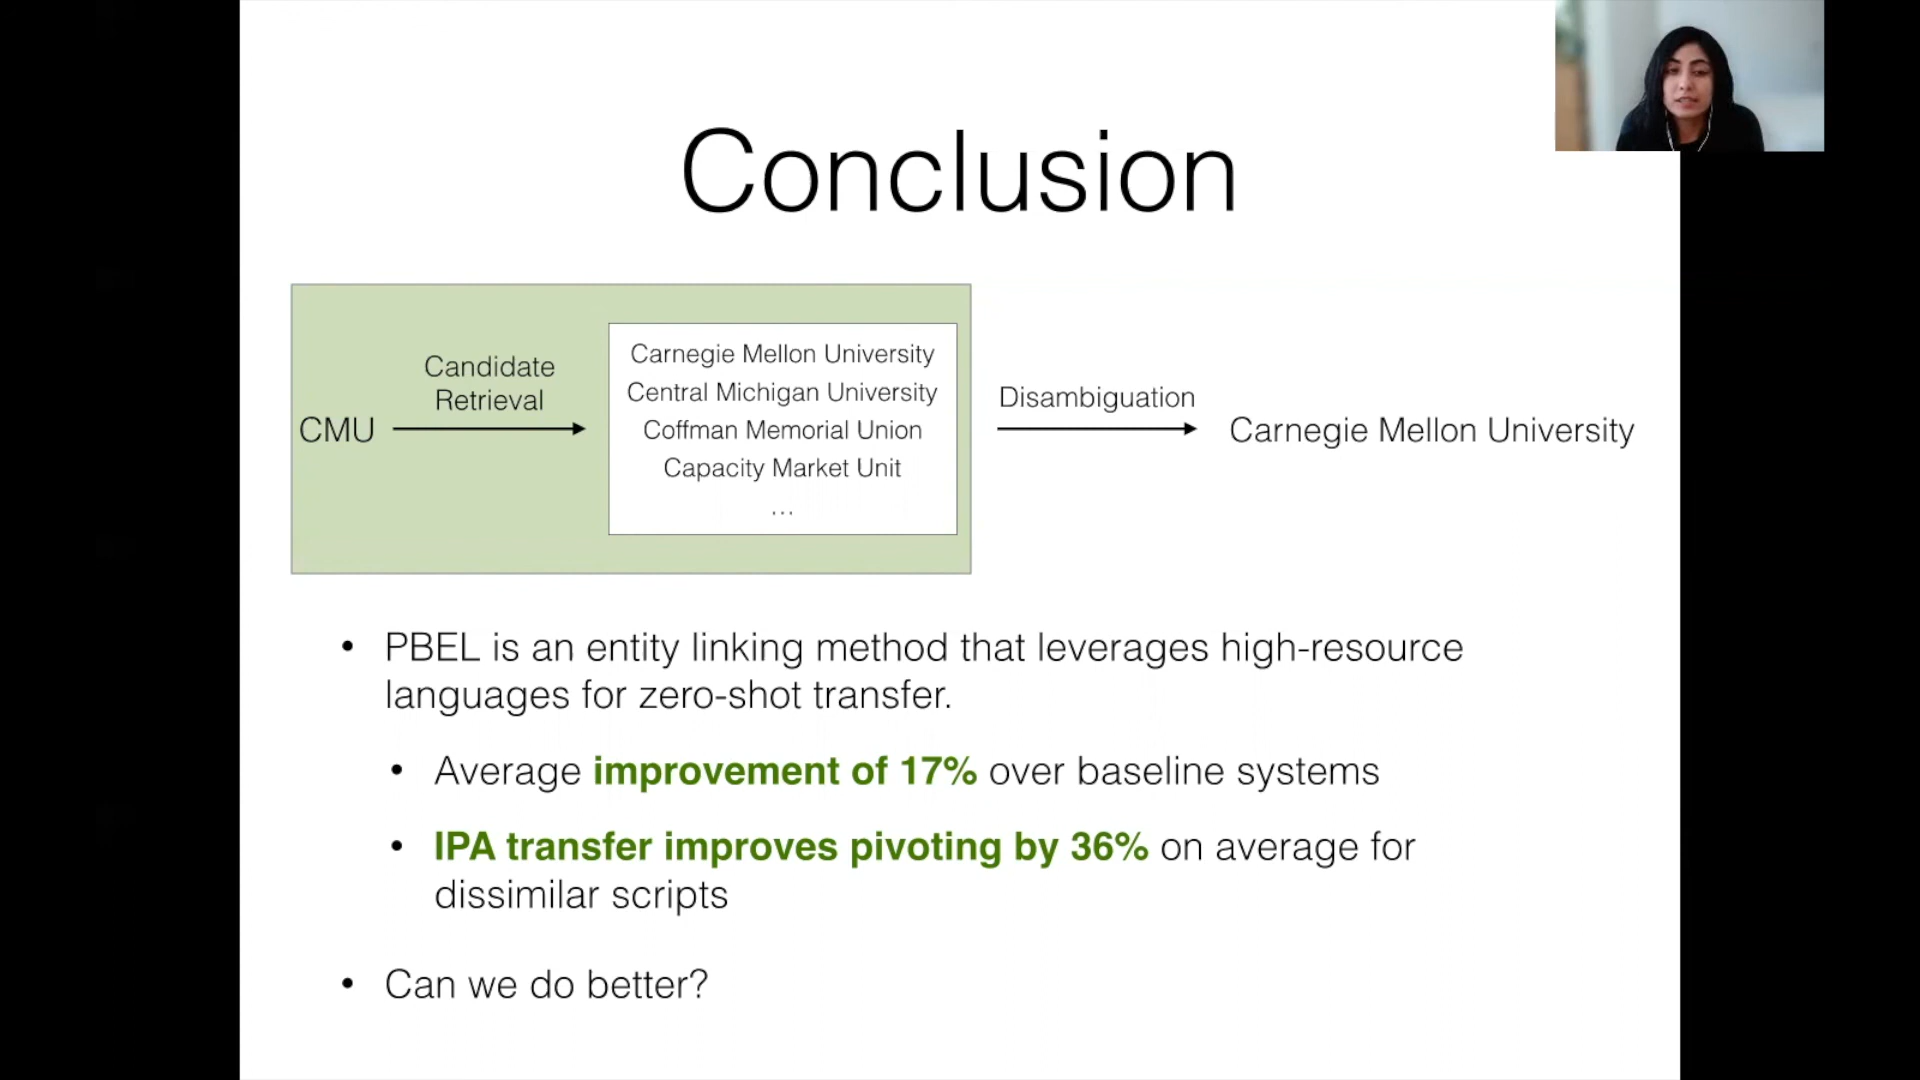 Conclusion
CMU
Candidate
Retrieval
Carnegie Mellon University
Central Michigan University
Coffman Memorial Union
Capacity Market Unit
...
Disambiguation
Carnegie Mellon University
• PBEL is an entity linking method that leverages high-resource
languages for zero-shot transfer.
• Average improvement of 17% over baseline systems
• IPA transfer improves pivoting by 36% on average for
dissimilar scripts
• Can we do better?